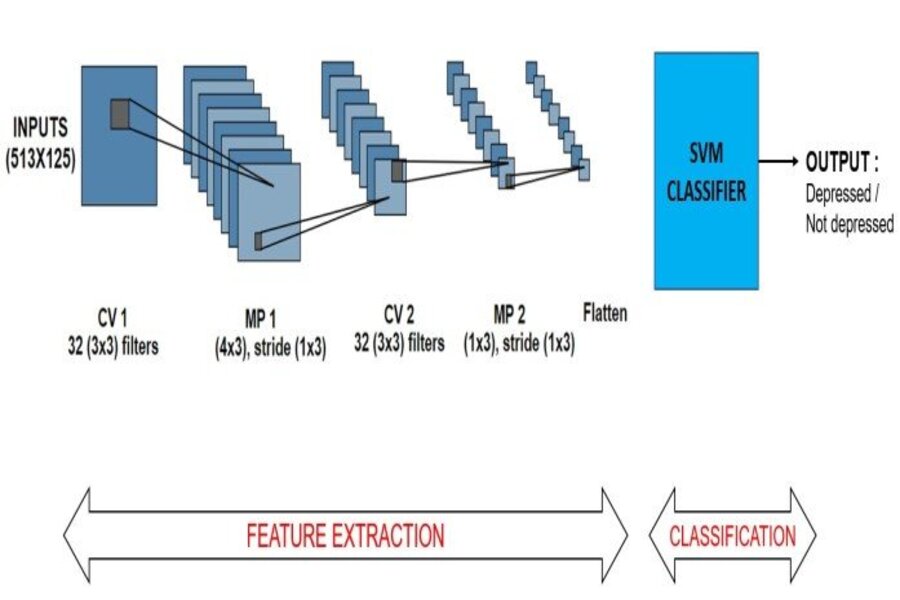 INPUTS
(513X125)
SVM
CLASSIFIER
OUTPUT :
Depressed /
Not depressed
CV 1
32 (3x3) filters
MP 1
(4x3), stride (1x3)
CV 2
32 (3x3) filters
MP 2
(1x3), stride (1x3)
Flatten
FEATURE EXTRACTION
CLASSIFICATION